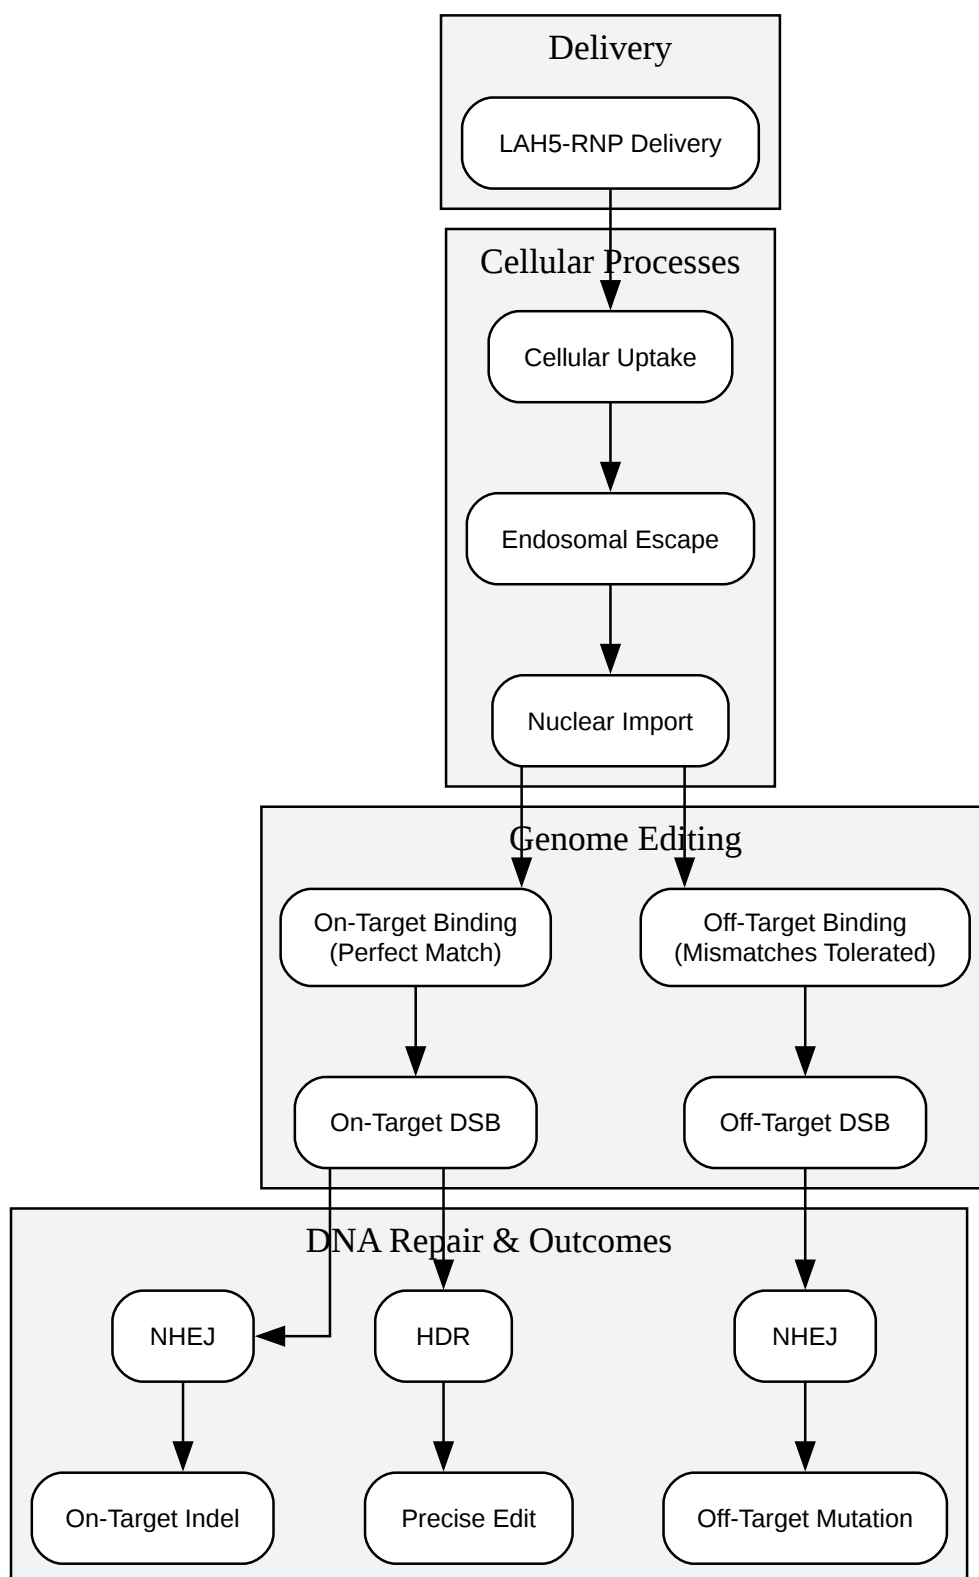 Delivery
LAH5-RNP Delivery
Cellular Processes
Cellular Uptake
Endosomal Escape
Nuclear Import
Genome Editing
On-Target Binding
(Perfect Match)
Off-Target Binding
(Mismatches Tolerated)
On-Target DSB
Off-Target DSB
DNA Repair & Outcomes
NHEJ
HDR
NHEJ
On-Target Indel
Precise Edit
Off-Target Mutation